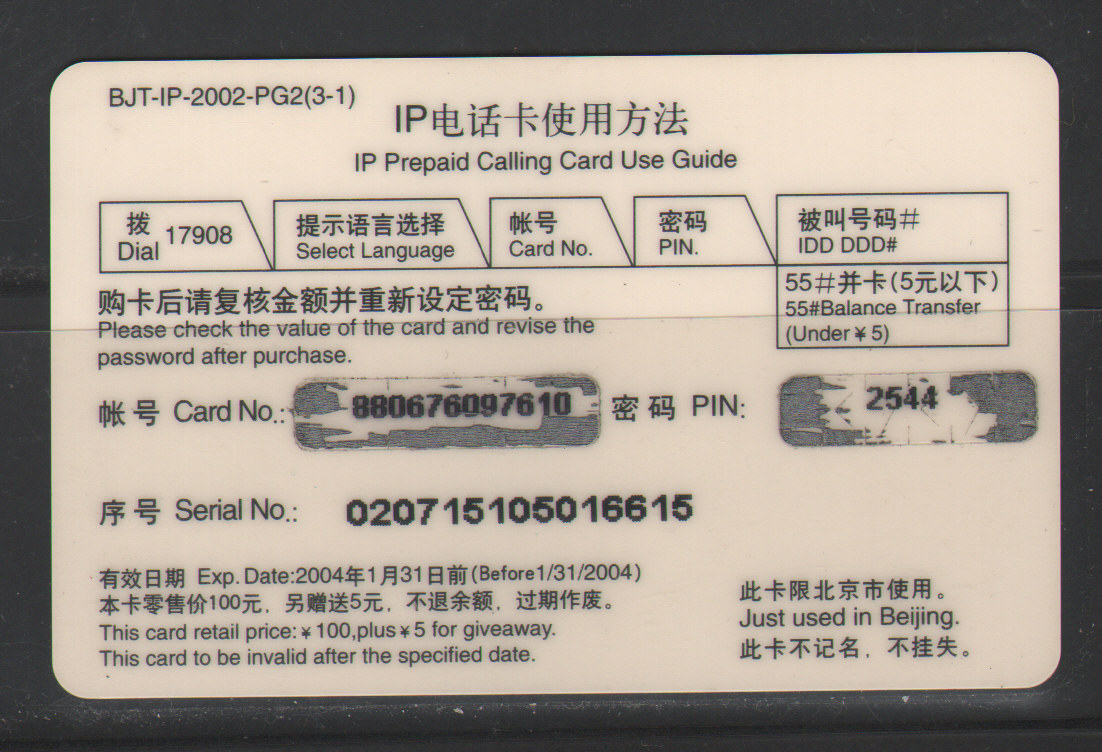 BJT-IP-2002-PG2(3-1)
IP电话卡使用方法
IP Prepaid Calling Card Use Guide
拨 Dial 17908
提示语言选择
Select Language
帐号
Card No.
密码
PIN.
被叫号码#
IDD DDD#
55#并卡(5元以下)
55#Balance Transfer
(Under¥5)
购卡后请复核金额并重新设定密码。
Please check the value of the card and revise the
password after purchase.
帐号 Card No.: 880676097610 密码 PIN: 2544
序号 Serial No.: 020715105016615
有效日期 Exp. Date:2004年1月31日前(Before1/31/2004)
本卡零售价100元，另赠送5元，不退余额，过期作废。
This card retail price:¥100,plus¥5 for giveaway.
This card to be invalid after the specified date.
此卡限北京市使用。
Just used in Beijing.
此卡不记名，不挂失。